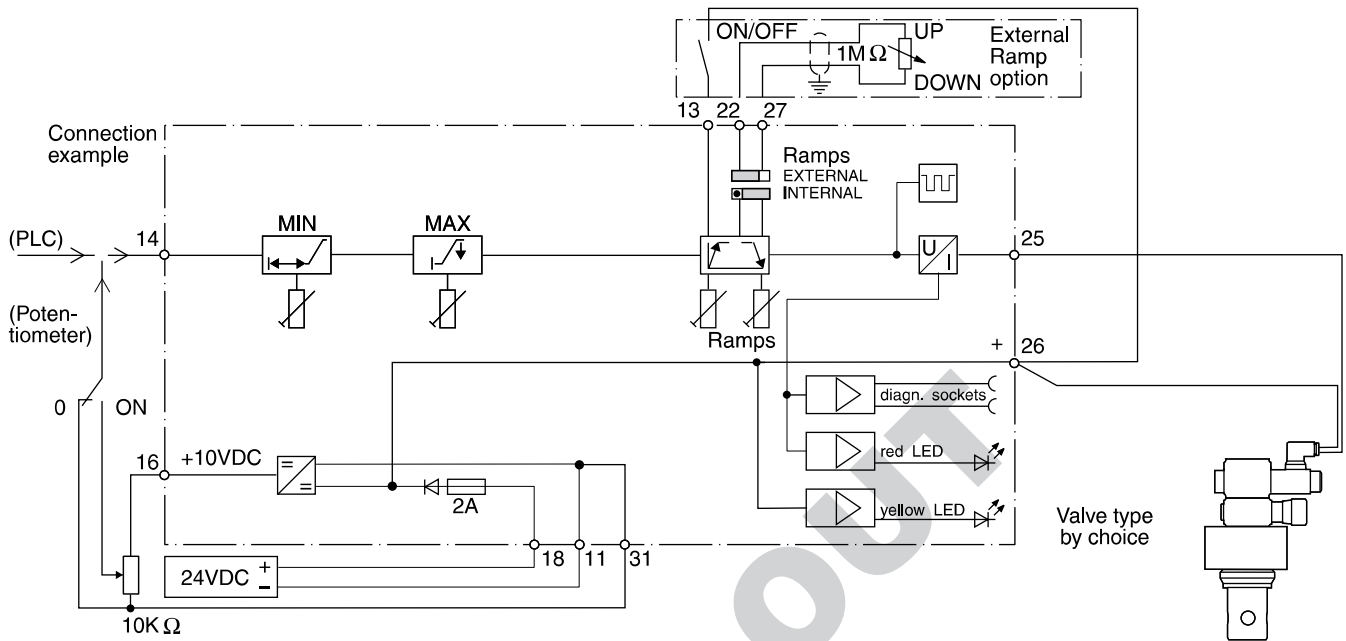 ON/OFF
UP
1M Ω
DOWN
External
Ramp
option
13
22
27
Connection
example
Ramps
EXTERNAL
INTERNAL
MIN
MAX
(PLC)
14
U
I
25
(Poten-
tiometer)
Ramps
+ 26
0
ON
diagn. sockets
16
+10VDC
=
=
2A
red LED
yellow LED
Valve type
by choice
24VDC
+
–
18
11
31
10K Ω
OUT